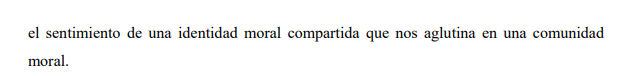 el sentimiento de una identidad moral compartida que nos aglutina en una comunidad
moral.